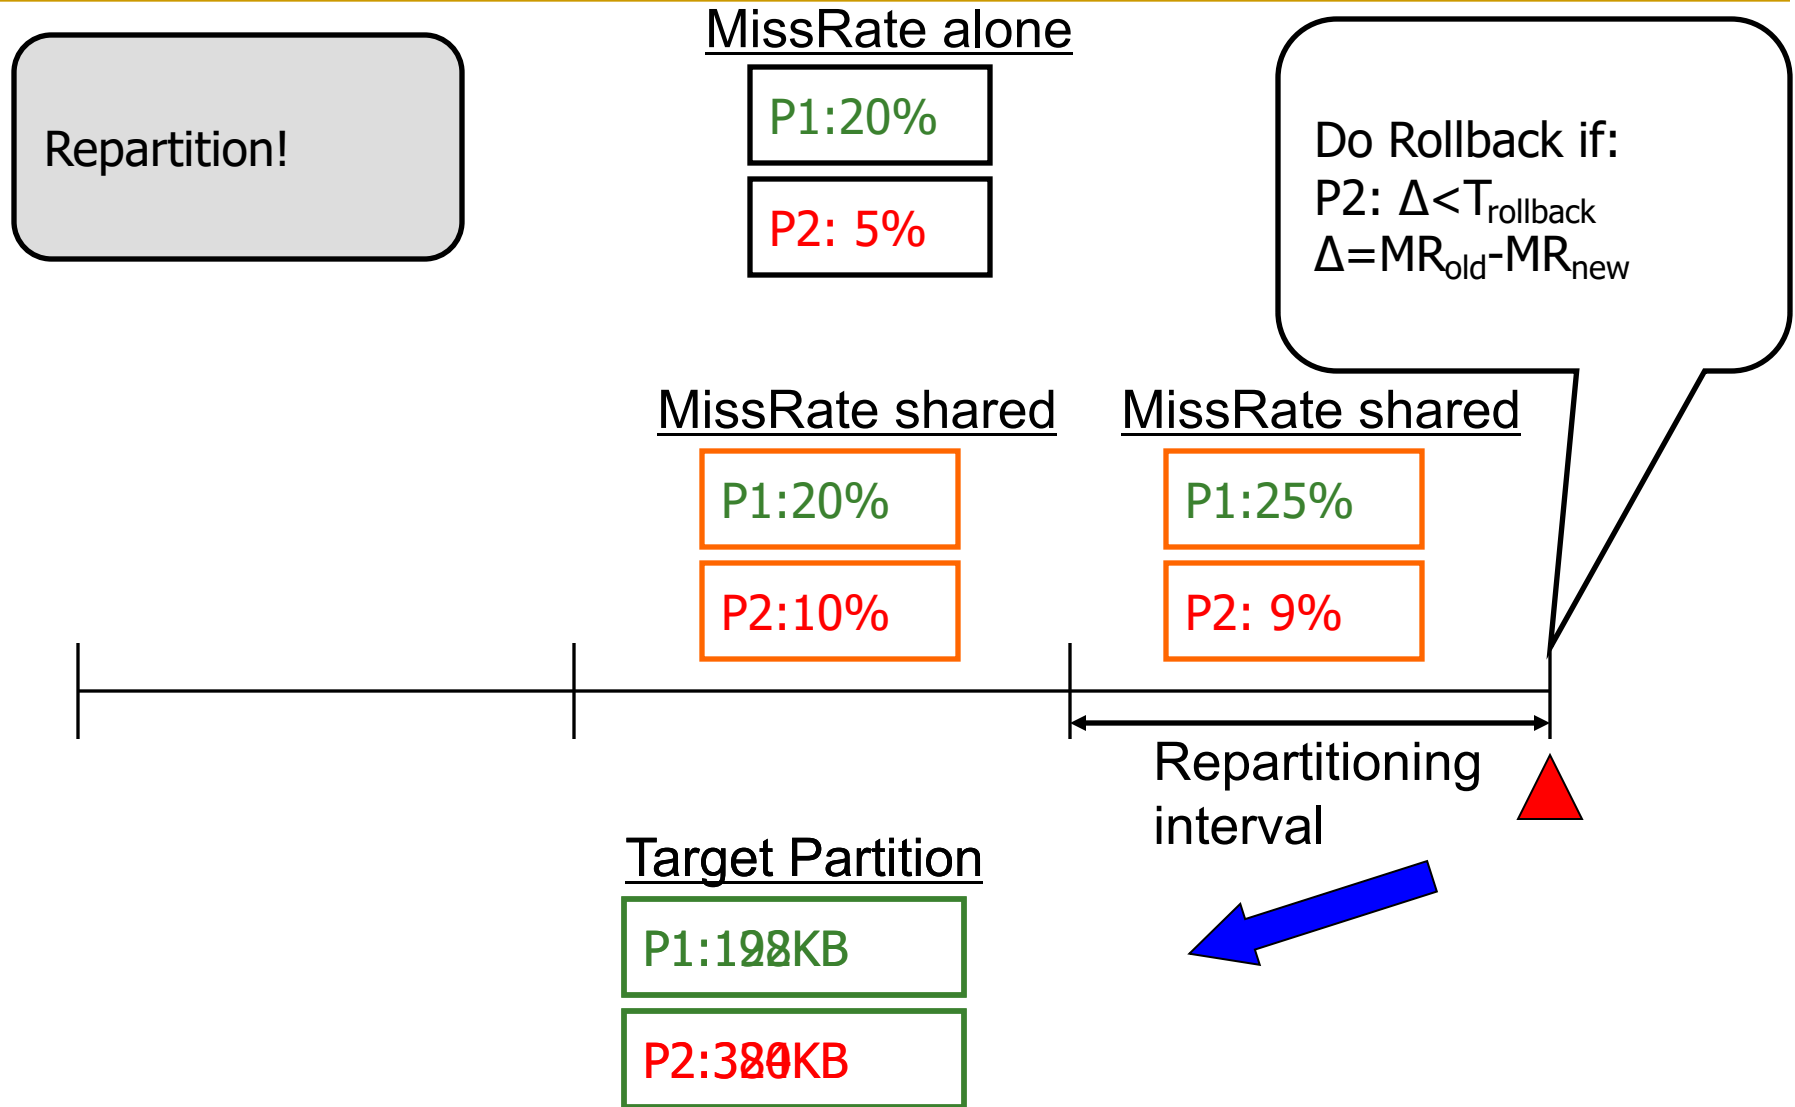 MissRate alone
Repartition!
P1:20%
P2: 5%
Do Rollback if:
P2: Δ<Trollback
Δ=MRold-MRnew
MissRate shared
MissRate shared
P1:20%
P1:25%
P2:10%
P2: 9%
Repartitioning
interval
Target Partition